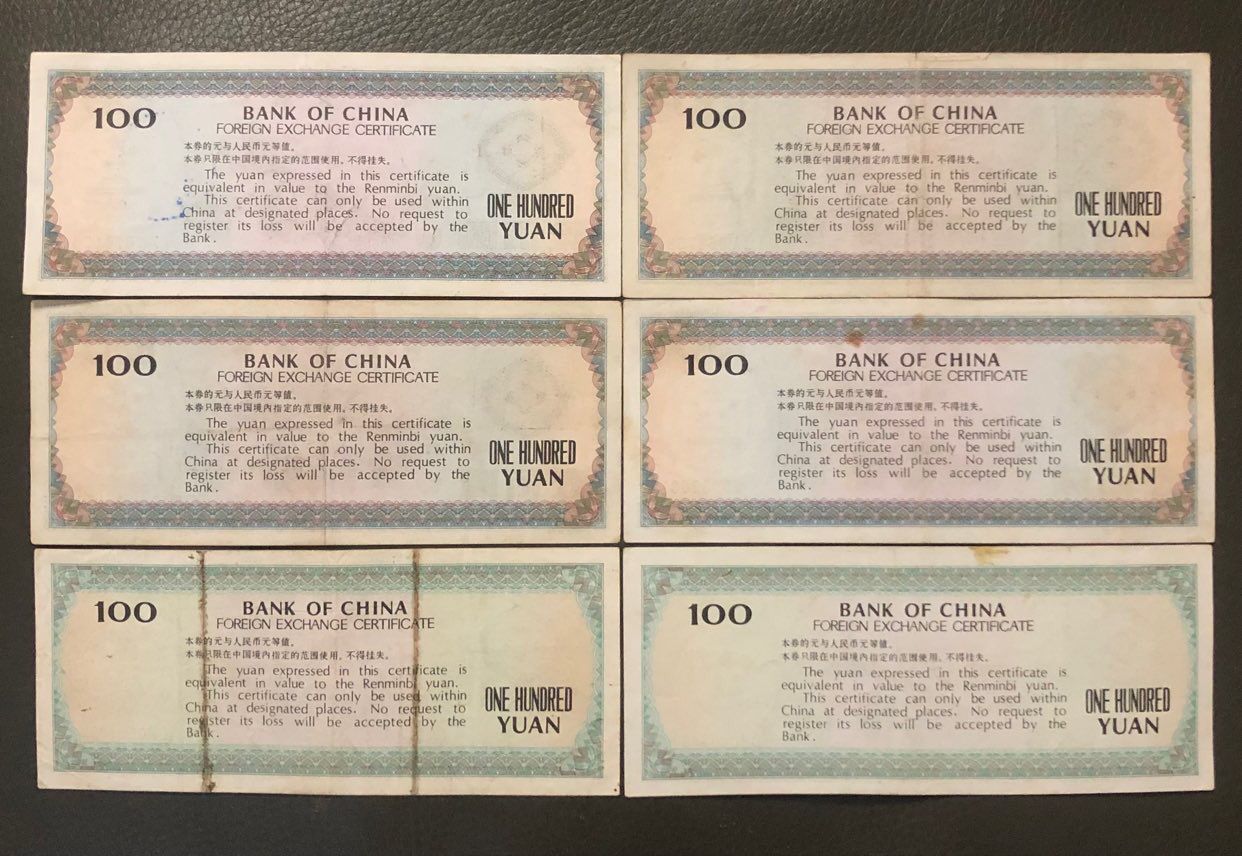 100
BANK OF CHINA
FOREIGN EXCHANGE CERTIFICATE
本券的元与人民币元等值。
本券只限在中国境内指定的范围使用，不得挂失。
The yuan expressed in this certificate is
equivalent in value to the Renminbi yuan.
This certificate can only be used within
China at designated places. No request to
register its loss will be accepted by the
Bank.
ONE HUNDRED
YUAN
100
BANK OF CHINA
FOREIGN EXCHANGE CERTIFICATE
本券的元与人民币元等值。
本券只限在中国境内指定的范围使用，不得挂失。
The yuan expressed in this certificate is
equivalent in value to the Renminbi yuan.
This certificate can only be used within
China at designated places. No request to
register its loss will be accepted by the
Bank.
ONE HUNDRED
YUAN
100
BANK OF CHINA
FOREIGN EXCHANGE CERTIFICATE
本券的元与人民币元等值。
本券只限在中国境内指定的范围使用，不得挂失。
The yuan expressed in this certificate is
equivalent in value to the Renminbi yuan.
This certificate can only be used within
China at designated places. No request to
register its loss will be accepted by the
Bank.
ONE HUNDRED
YUAN
100
BANK OF CHINA
FOREIGN EXCHANGE CERTIFICATE
本券的元与人民币元等值。
本券只限在中国境内指定的范围使用，不得挂失。
The yuan expressed in this certificate is
equivalent in value to the Renminbi yuan.
This certificate can only be used within
China at designated places. No request to
register its loss will be accepted by the
Bank.
ONE HUNDRED
YUAN
100
BANK OF CHINA
FOREIGN EXCHANGE CERTIFICATE
本券的元与人民币元等值。
本券只限在中国境内指定的范围使用，不得挂失。
The yuan expressed in this certificate is
equivalent in value to the Renminbi yuan.
This certificate can only be used within
China at designated places. No request to
register its loss will be accepted by the
Bank.
ONE HUNDRED
YUAN
100
BANK OF CHINA
FOREIGN EXCHANGE CERTIFICATE
本券的元与人民币元等值。
本券只限在中国境内指定的范围使用，不得挂失。
The yuan expressed in this certificate is
equivalent in value to the Renminbi yuan.
This certificate can only be used within
China at designated places. No request to
register its loss will be accepted by the
Bank.
ONE HUNDRED
YUAN